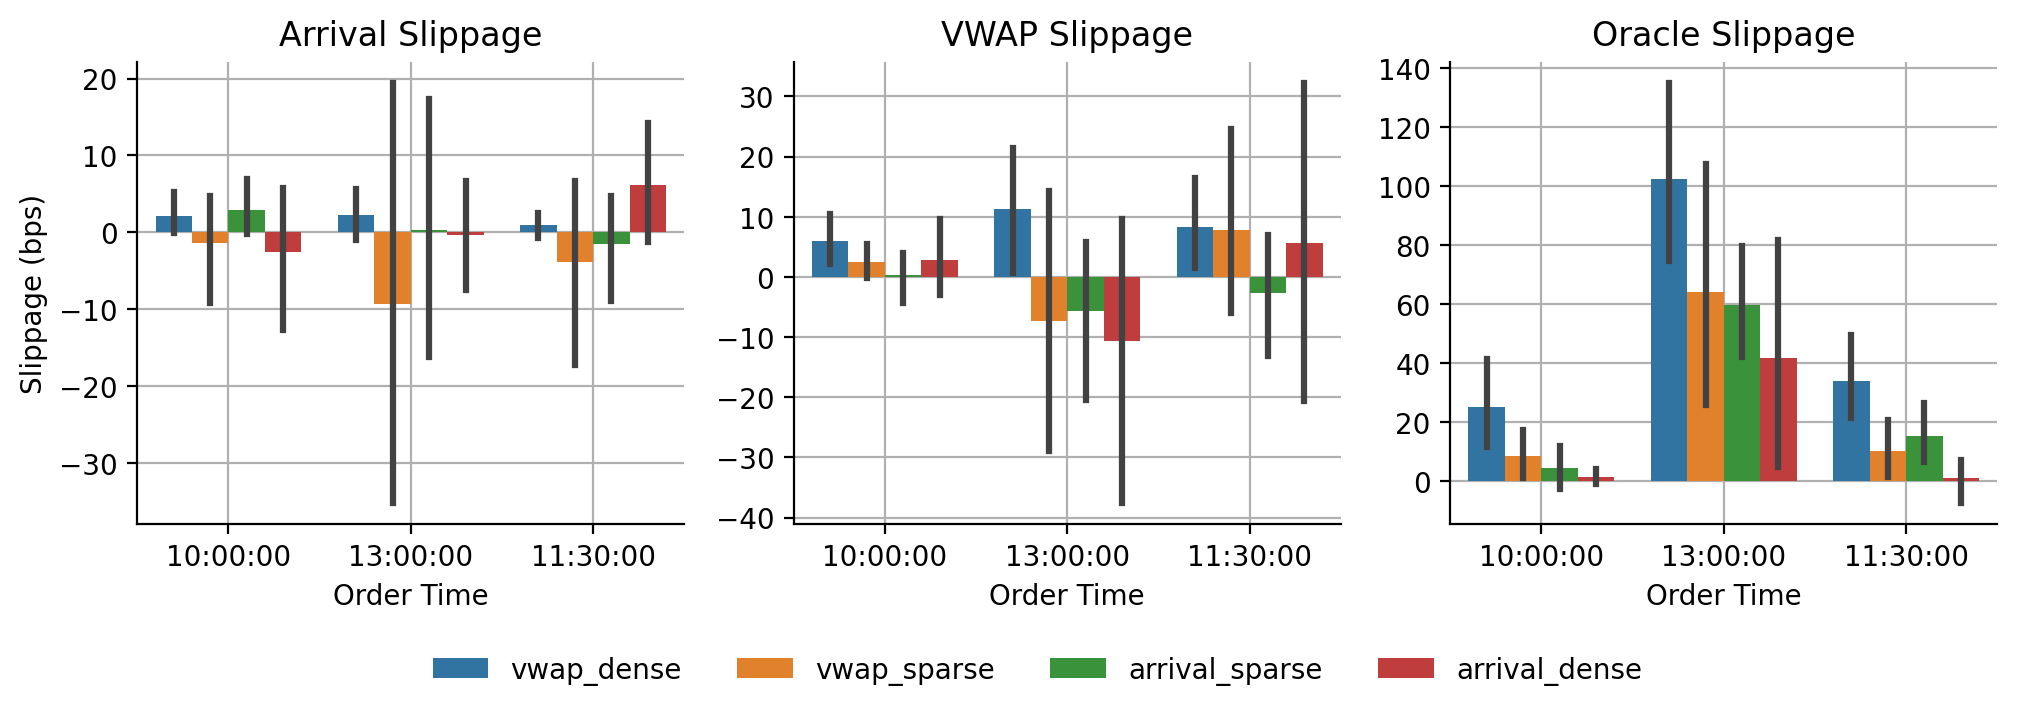 Arrival Slippage
VWAP Slippage
Oracle Slippage
Slippage (bps)
20
10
0
−10
−20
−30
10:00:00
13:00:00
11:30:00
Order Time
30
20
10
0
−10
−20
−30
−40
10:00:00
13:00:00
11:30:00
Order Time
140
120
100
80
60
40
20
0
10:00:00
13:00:00
11:30:00
Order Time
vwap_dense
vwap_sparse
arrival_sparse
arrival_dense